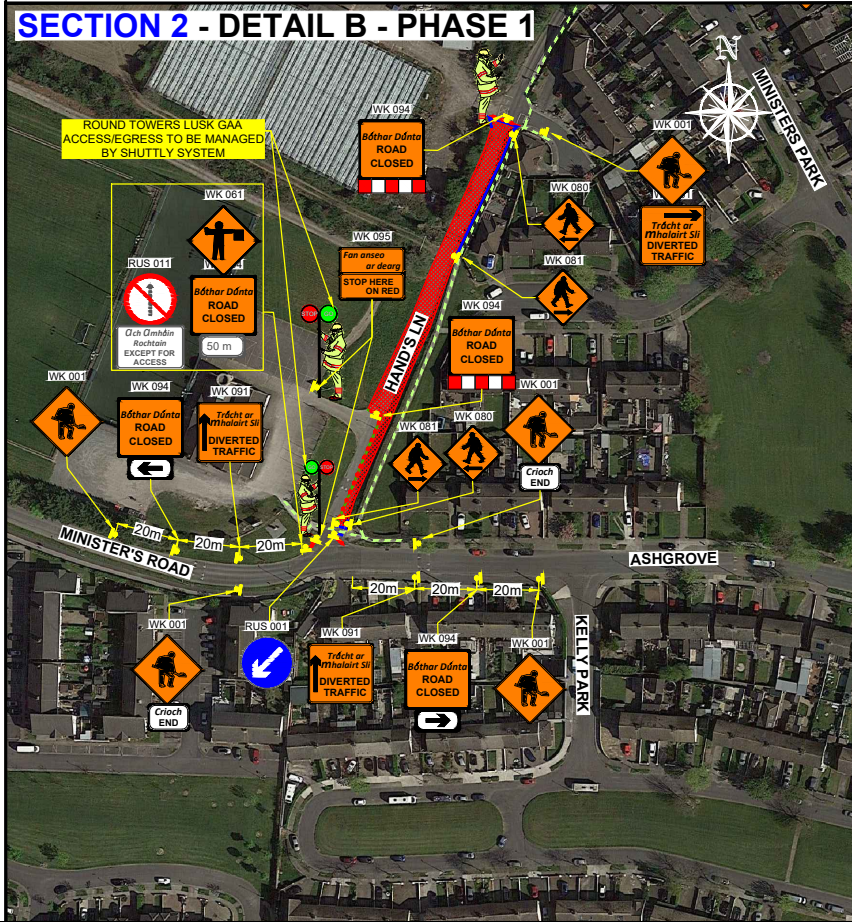 SECTION 2 - DETAIL B - PHASE 1
N
MINISTERS PARK
ROUND TOWERS LUSK GAA
ACCESS/EGRESS TO BE MANAGED
BY SHUTTLY SYSTEM
WK 094
Bóthar Dúnta
ROAD
CLOSED
WK 001
Trácht ar
mhalairt Slí
DIVERTED
TRAFFIC
WK 080
WK 081
WK 061
RUS 011
Bóthar Dúnta
ROAD
CLOSED
50 m
Rochtain
EXCEPT FOR
ACCESS
WK 095
Fan anseo
ar dearg
STOP HERE
ON RED
STOP
HAND'S LN
WK 094
Bóthar Dúnta
ROAD
CLOSED
WK 001
WK 094
Bóthar Dúnta
ROAD
CLOSED
WK 091
Trácht ar
mhalairt Slí
DIVERTED
TRAFFIC
WK 081
WK 080
WK 001
Críoch
END
STOP
20m
20m
20m
MINISTER'S ROAD
ASHGROVE
20m
20m
20m
KELLY PARK
WK 001
Críoch
END
RUS 001
WK 091
Trácht ar
mhalairt Slí
DIVERTED
TRAFFIC
WK 094
Bóthar Dúnta
ROAD
CLOSED
WK 001